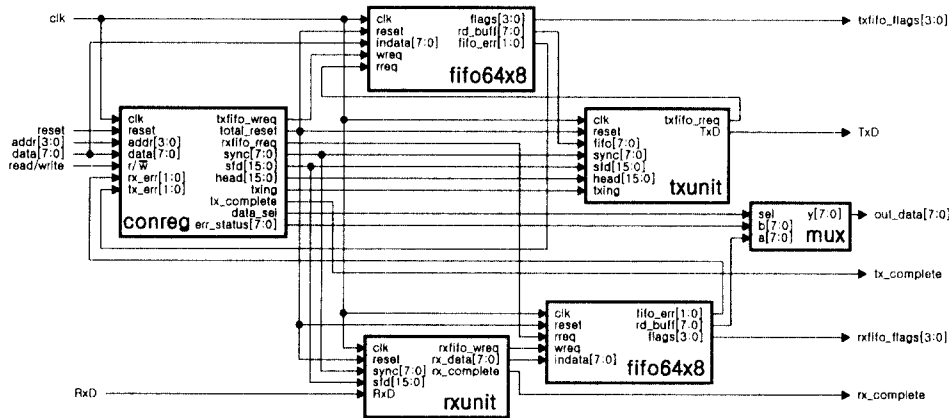 clk
reset
addr[3:0]
data[7:0]
read/write
RxD
clk
reset
indata[7:0]
wreq
rreq
flags[3:0]
rd_buff[7:0]
fifo_err[1:0]
fifo64x8
clk
reset
addr[3:0]
data[7:0]
r/w
rx_err[1:0]
tx_err[1:0]
txfifo_wreq
total_reset
rxfifo_req
sync[7:0]
sfd[15:0]
head[15:0]
txing
tx_complete
data_sel
err_status[7:0]
conreg
clk
reset
fifo[7:0]
sync[7:0]
sfd[15:0]
head[15:0]
txing
txfifo_rreq
TxD
txunit
sel
b[7:0]
a[7:0]
y[7:0]
mux
clk
reset
rreq
wreq
indata[7:0]
fifo_err[1:0]
rd_buff[7:0]
flags[3:0]
fifo64x8
clk
reset
sync[7:0]
sfd[15:0]
RxD
rxfifo_wreq
rx_data[7:0]
rx_complete
rxunit
txfifo_flags[3:0]
TxD
out_data[7:0]
tx_complete
rxfifo_flags[3:0]
rx_complete